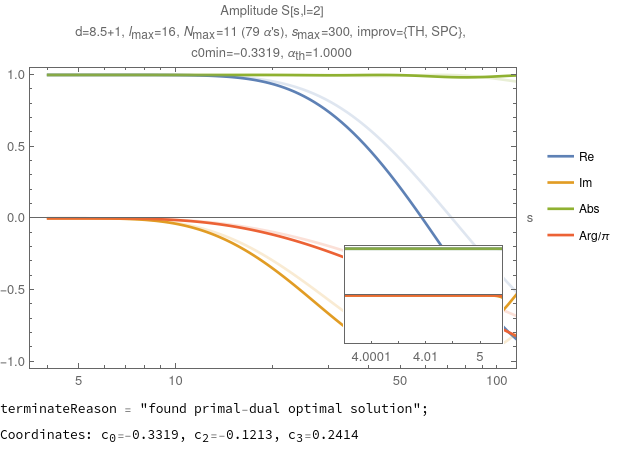 Amplitude S[s,l=2]
d=8.5+1, lmax=16, Nmax=11 (79 α's), smax=300, improv={TH, SPC},
c0min=-0.3319, αth=1.0000
1.0
0.5
0.0
-0.5
-1.0
s
Re
Im
Abs
Arg/π
4.0001 4.01 5
5 10 50 100
terminateReason = "found primal-dual optimal solution";
Coordinates: c0=-0.3319, c2=-0.1213, c3=0.2414